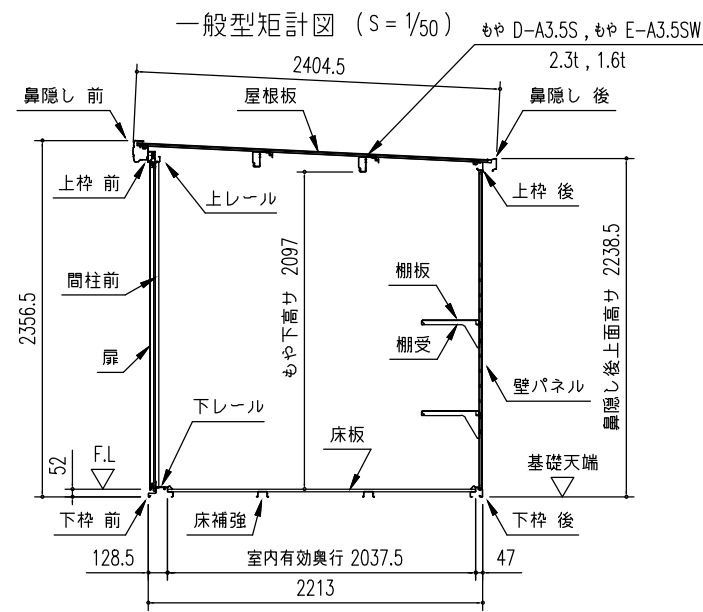 一般型矩計図 (S = 1/50)
もや D-A3.5S , もや E-A3.5SW
2.3t , 1.6t
2404.5
鼻隠し 前
屋根板
鼻隠し 後
上枠 前
上レール
上枠 後
間柱前
もや下高サ 2097
棚板
2356.5
棚受
鼻隠し後上面高サ 2238.5
扉
壁パネル
下レール
床板
F.L
52
基礎天端
下枠 前
床補強
下枠 後
128.5
室内有効奥行 2037.5
47
2213